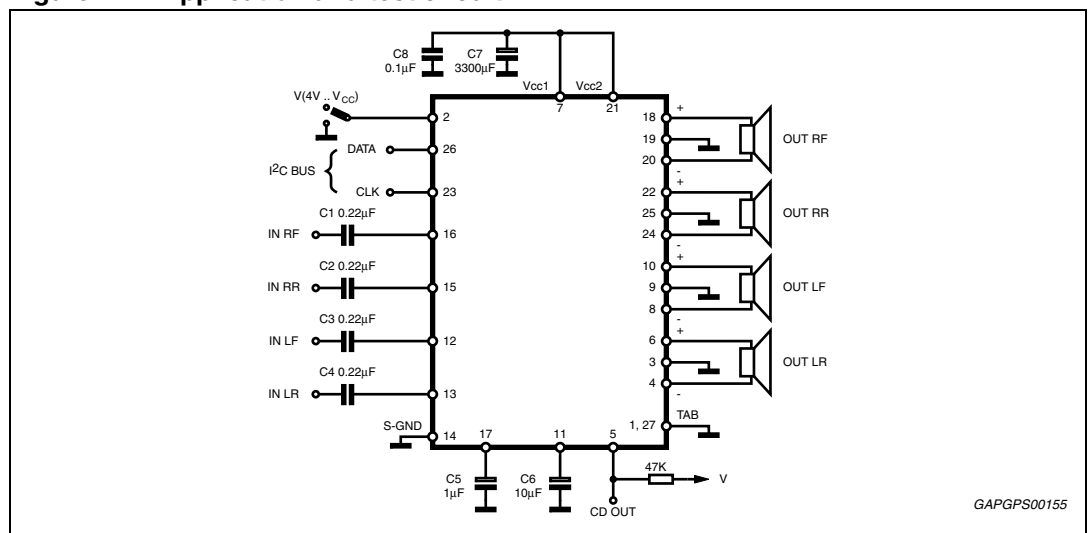 C8
0.1μF
C7
3300μF
Vcc1
Vcc2
7
21
V(4V .. VCC)
2
DATA
26
I2C BUS
CLK
23
C1 0.22μF
IN RF
16
C2 0.22μF
IN RR
15
C3 0.22μF
IN LF
12
C4 0.22μF
IN LR
13
S-GND
14
17
11
5
C5
1μF
C6
10μF
47K
V
CD OUT
18
+
19
20
-
OUT RF
+
22
25
24
-
OUT RR
+
10
9
8
-
OUT LF
+
6
3
4
-
OUT LR
1, 27
TAB
GAPGPS00155